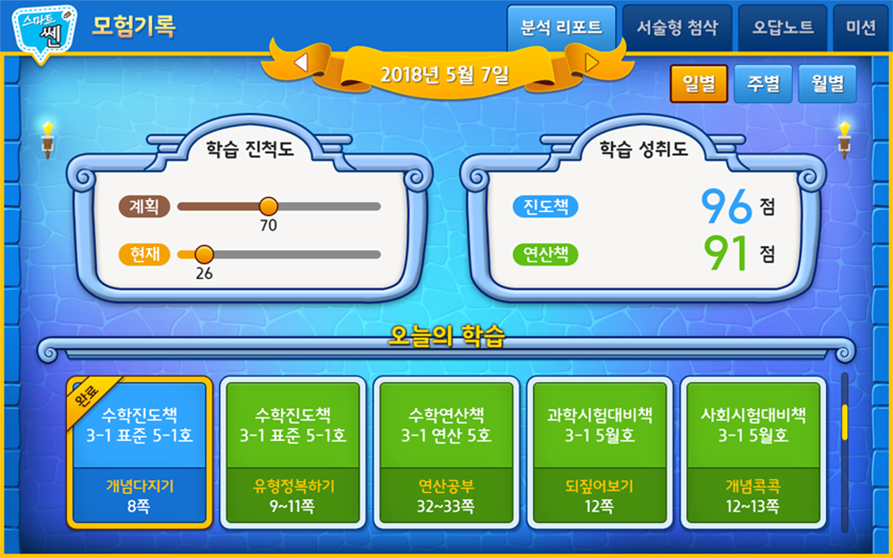 스마트
쎈
모험기록
분석 리포트
서술형 첨삭
오답노트
미션
2018년 5월 7일
일별
주별
월별
학습 진척도
계획
70
현재
26
학습 성취도
진도책
96 점
연산책
91 점
오늘의 학습
완료
수학진도책
3-1 표준 5-1호
개념다지기
8쪽
수학진도책
3-1 표준 5-1호
유형정복하기
9~11쪽
수학연산책
3-1 연산 5호
연산공부
32~33쪽
과학시험대비책
3-1 5월호
되짚어보기
12쪽
사회시험대비책
3-1 5월호
개념콕콕
12~13쪽